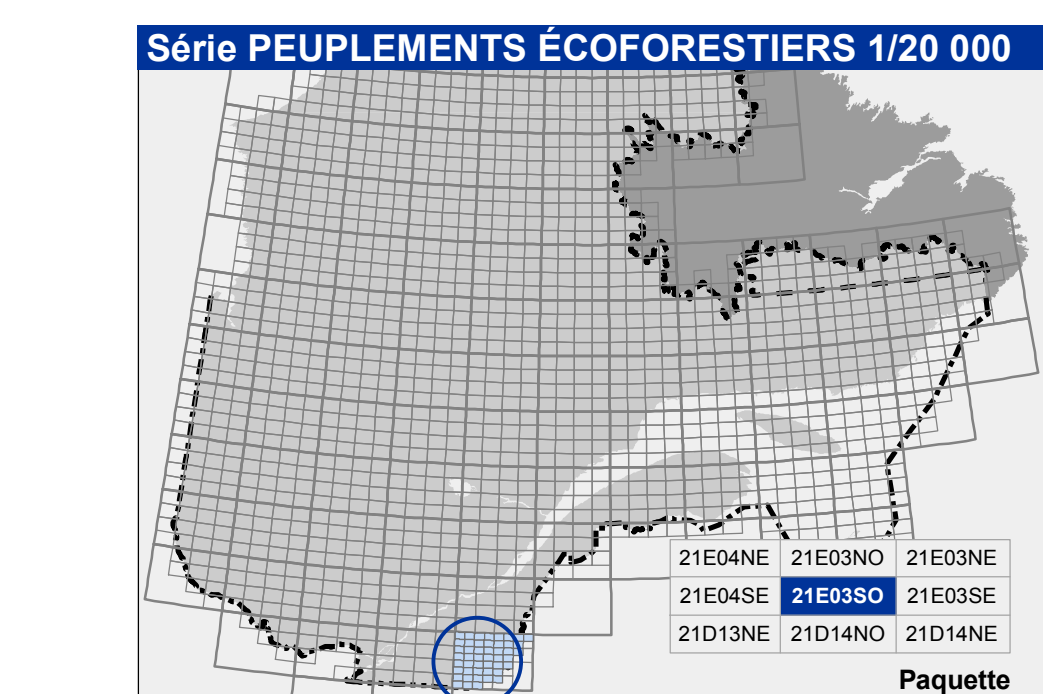 Série PEUPLEMENTS ÉCOFORESTIERS 1/20 000
21E04NE 21E03NO 21E03NE
21E04SE 21E03SO 21E03SE
21D13NE 21D14NO 21D14NE
Paquette